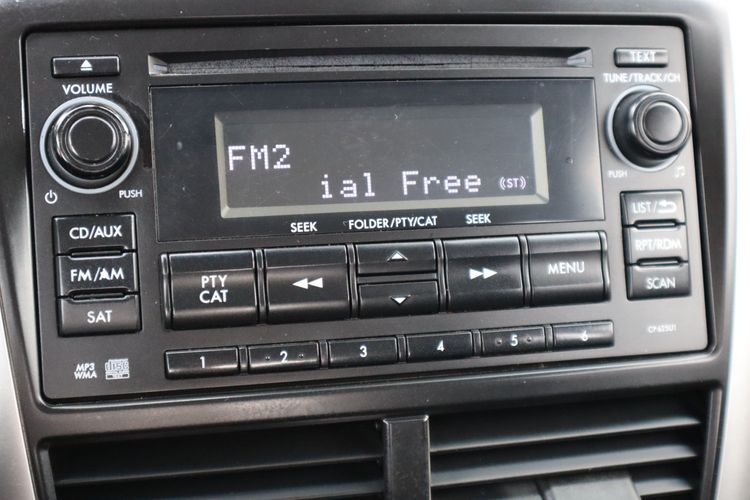 TEXT
VOLUME
TUNE/TRACK/CH
FM2
ial Free (ST)
PUSH
PUSH
SEEK
FOLDER/PTY/CAT
SEEK
CD/AUX
LIST/
FM/AM
PTY
CAT
MENU
RPT/RDM
SAT
SCAN
1
2
3
4
5
6
CP625U1
MP3
WMA